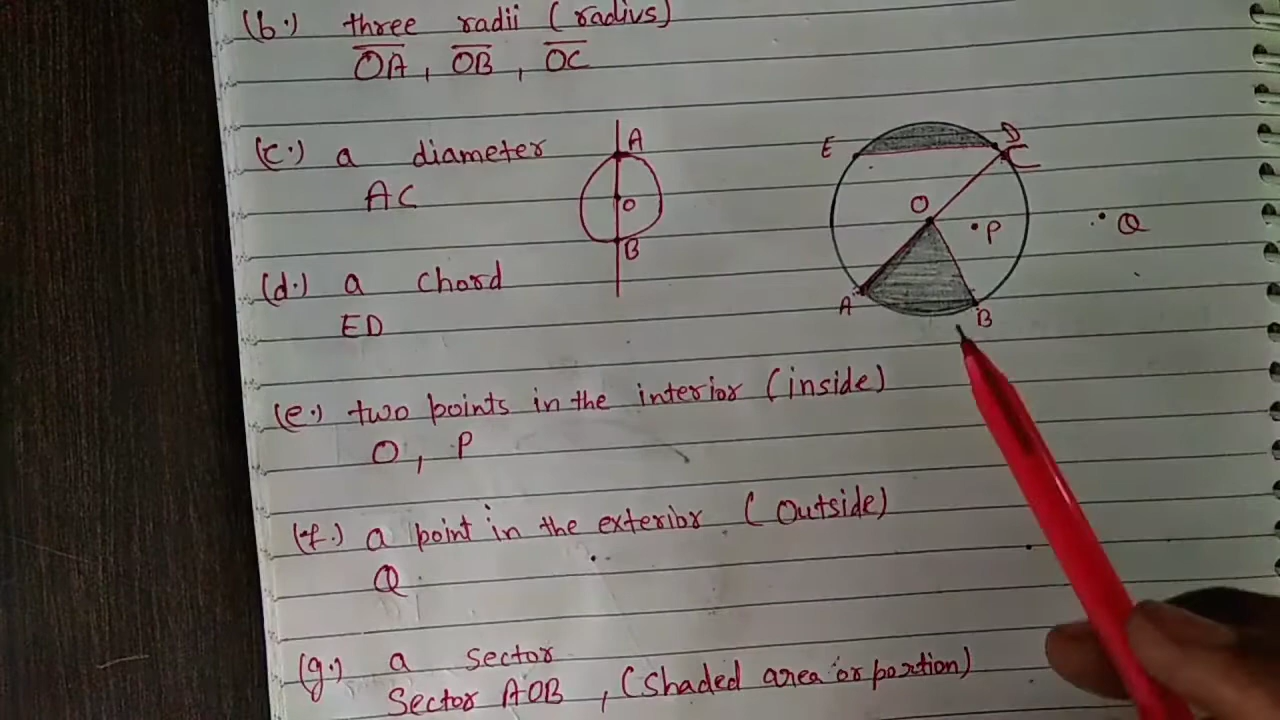 (b.) three radii (radius)
OA, OB, OC
(c.) a diameter
AC
A
O
B
E
D
C
O
P
Q
A
B
(d.) a chord
ED
(e.) two points in the interior (inside)
O, P
(f.) a point in the exterior (outside)
Q
(g.) a sector
Sector AOB, (shaded area or portion)